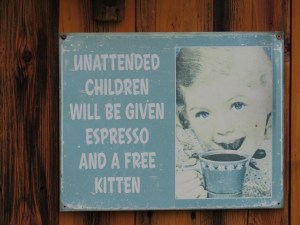 UNATTENDED
CHILDREN
WILL BE GIVEN
ESPRESSO
AND A FREE
KITTEN